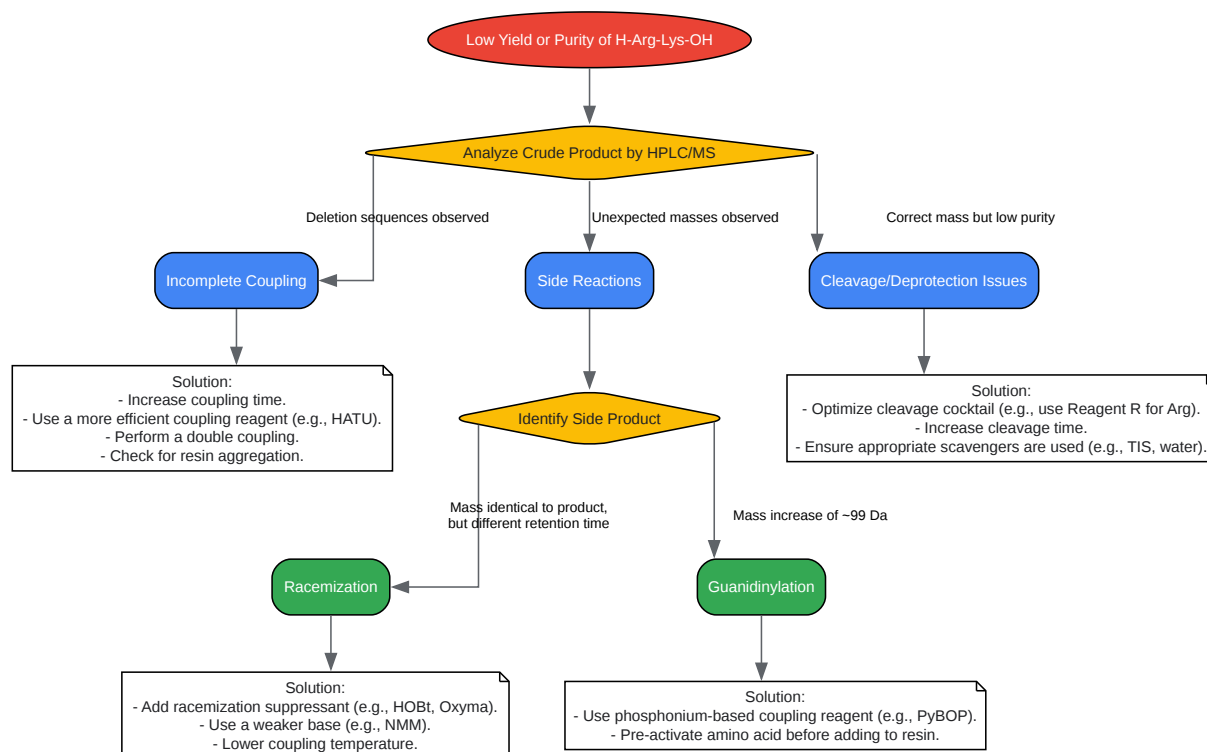 Low Yield or Purity of H-Arg-Lys-OH
Analyze Crude Product by HPLC/MS
Deletion sequences observed
Unexpected masses observed
Correct mass but low purity
Incomplete Coupling
Side Reactions
Cleavage/Deprotection Issues
Solution:
- Increase coupling time.
- Use a more efficient coupling reagent (e.g., HATU).
- Perform a double coupling.
- Check for resin aggregation.
Identify Side Product
Solution:
- Optimize cleavage cocktail (e.g., use Reagent R for Arg).
- Increase cleavage time.
- Ensure appropriate scavengers are used (e.g., TIS, water).
Mass identical to product,
but different retention time
Mass increase of ~99 Da
Racemization
Guanidinylation
Solution:
- Add racemization suppressant (e.g., HOBt, Oxyma).
- Use a weaker base (e.g., NMM).
- Lower coupling temperature.
Solution:
- Use phosphonium-based coupling reagent (e.g., PyBOP).
- Pre-activate amino acid before adding to resin.